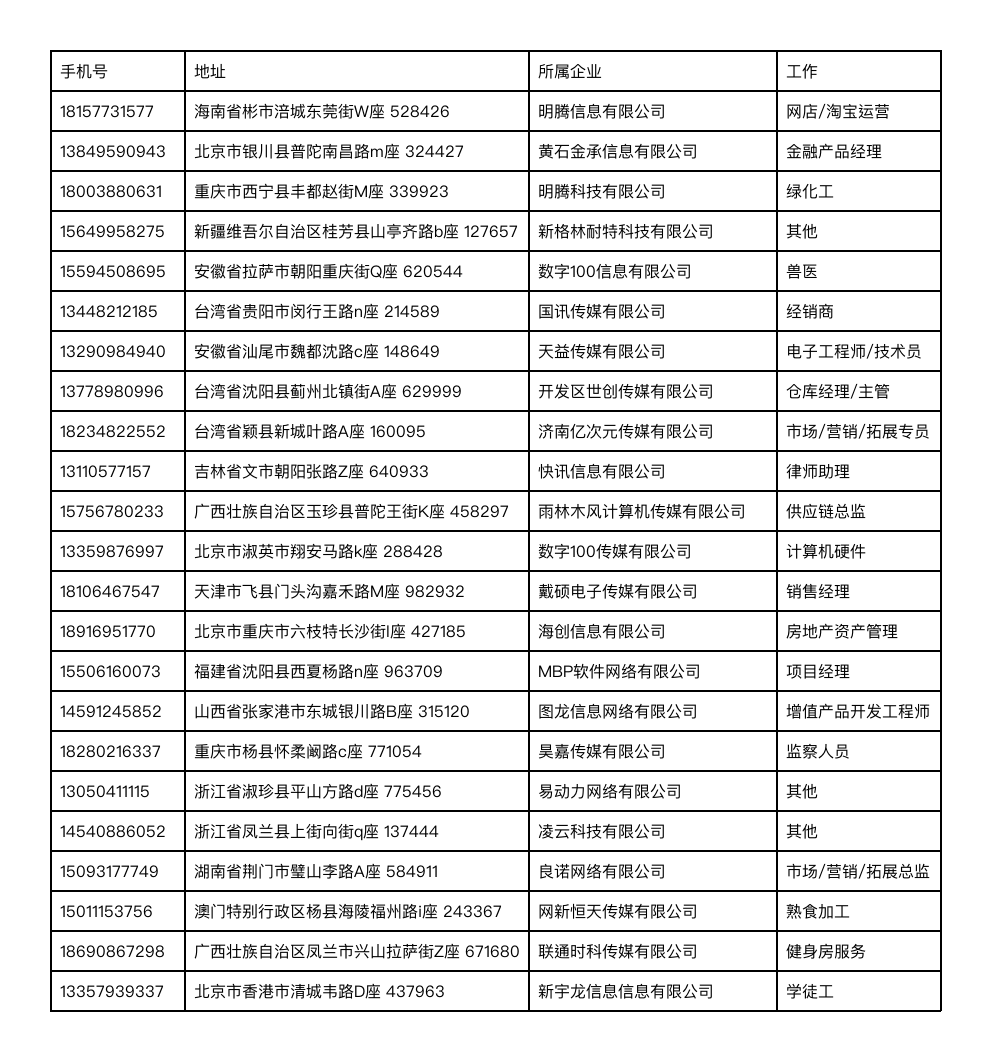 手机号 地址 所属企业 工作
18157731577 海南省彬市涪城东莞街W座 528426 明腾信息有限公司 网店/淘宝运营
13849590943 北京市银川县普陀南昌路m座 324427 黄石金承信息有限公司 金融产品经理
18003880631 重庆市西宁县丰都赵街M座 339923 明腾科技有限公司 绿化工
15649958275 新疆维吾尔自治区桂芳县山亭齐路b座 127657 新格林耐特科技有限公司 其他
15594508695 安徽省拉萨市朝阳重庆街Q座 620544 数字100信息有限公司 兽医
13448212185 台湾省贵阳市闵行王路n座 214589 国讯传媒有限公司 经销商
13290984940 安徽省汕尾市魏都沈路c座 148649 天益传媒有限公司 电子工程师/技术员
13778980996 台湾省沈阳县蓟州北镇街A座 629999 开发区世创传媒有限公司 仓库经理/主管
18234822552 台湾省颖县新城叶路A座 160095 济南亿次元传媒有限公司 市场/营销/拓展专员
13110577157 吉林省文市朝阳张路Z座 640933 快讯信息有限公司 律师助理
15756780233 广西壮族自治区玉珍县普陀王街K座 458297 雨林木风计算机传媒有限公司 供应链总监
13359876997 北京市淑英市翔安马路k座 288428 数字100传媒有限公司 计算机硬件
18106467547 天津市飞县门头沟嘉禾路M座 982932 戴硕电子传媒有限公司 销售经理
18916951770 北京市重庆市六枝特长沙街l座 427185 海创信息有限公司 房地产资产管理
15506160073 福建省沈阳县西夏杨路n座 963709 MBP软件网络有限公司 项目经理
14591245852 山西省张家港市东城银川路B座 315120 图龙信息网络有限公司 增值产品开发工程师
18280216337 重庆市杨县怀柔阚路c座 771054 昊嘉传媒有限公司 监察人员
13050411115 浙江省淑珍县平山方路d座 775456 易动力网络有限公司 其他
14540886052 浙江省凤兰县上街向街q座 137444 凌云科技有限公司 其他
15093177749 湖南省荆门市璧山李路A座 584911 良诺网络有限公司 市场/营销/拓展总监
15011153756 澳门特别行政区杨县海陵福州路i座 243367 网新恒天传媒有限公司 熟食加工
18690867298 广西壮族自治区凤兰市兴山拉萨街Z座 671680 联通时科传媒有限公司 健身房服务
13357939337 北京市香港市清城韦路D座 437963 新宇龙信息信息有限公司 学徒工